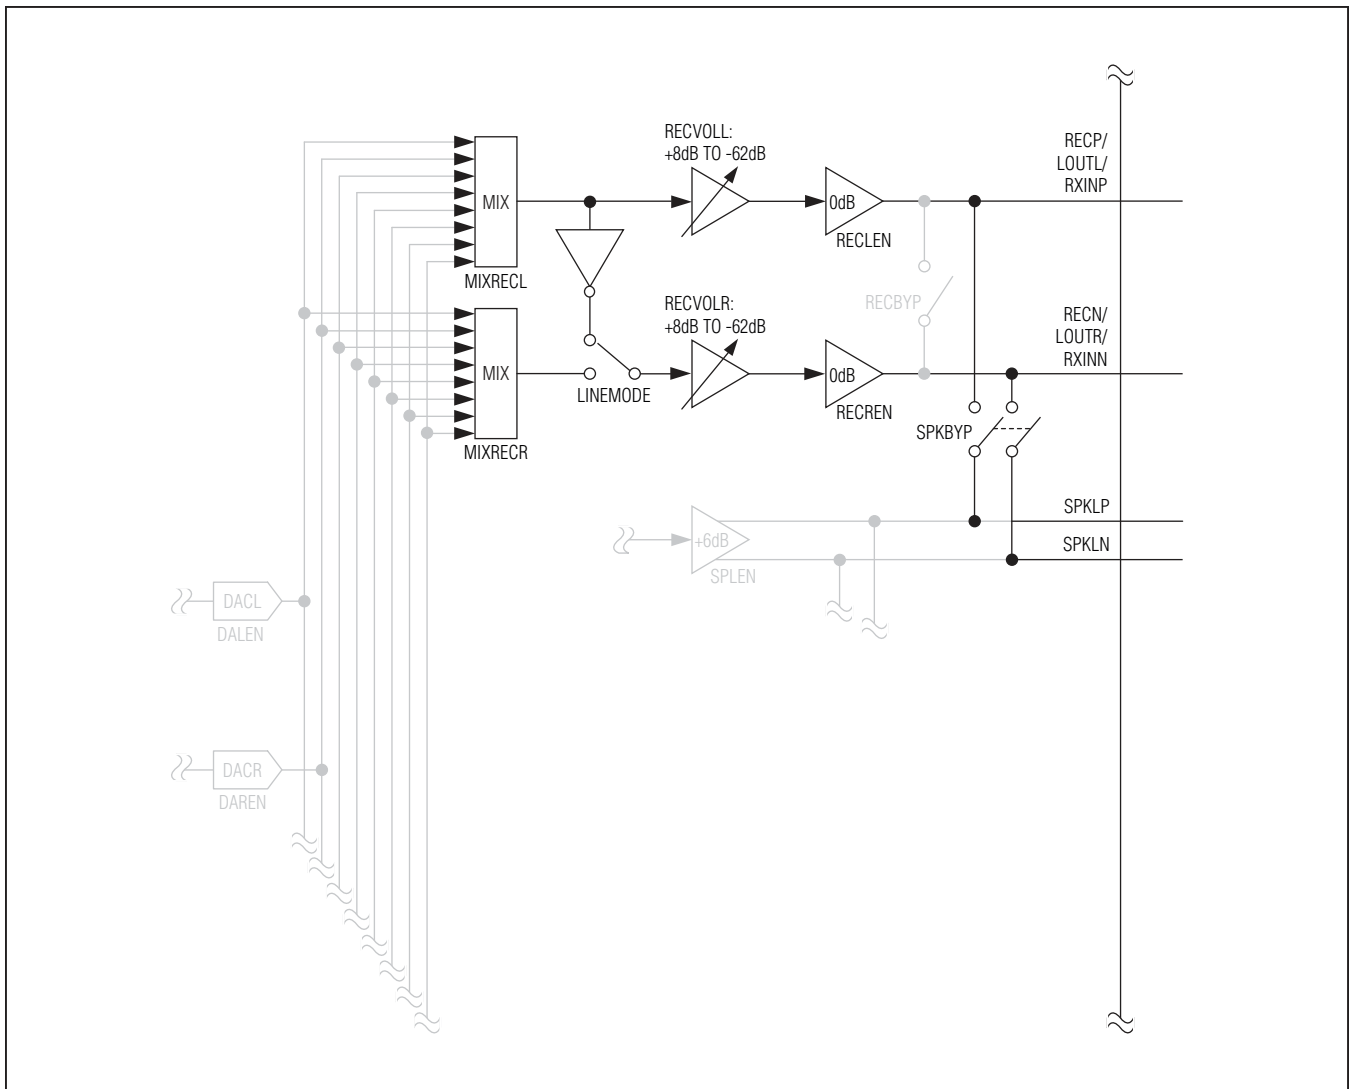 RECVOLL:
+8dB TO -62dB
RECP/
LOUTL/
RXINP
MIX
0dB
RECLEN
MIXRECL
RECBYP
RECVOLR:
+8dB TO -62dB
RECN/
LOUTR/
RXINN
MIX
LINEMODE
0dB
RECREN
MIXRECR
SPKBYP
SPKLP
+6dB
SPKLN
SPLEN
DACL
DALEN
DACR
DAREN